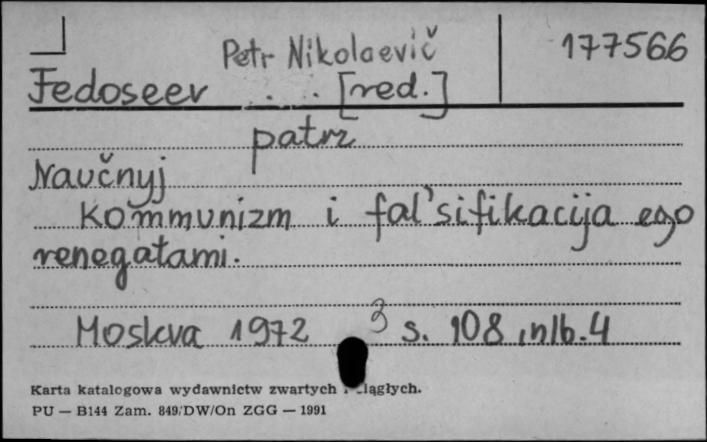 Petr Nikolaevič 177566
Fedoseev . . [red.]
patrz
Naučnyj
kommunizm i fal'sifikacija ego
renegatami.
Moskva 1972 s. 108, nlb. 4
Karta katalogowa wydawnictw zwartych i ciągłych.
PU — B144 Zam. 849/DW/On ZGG — 1991